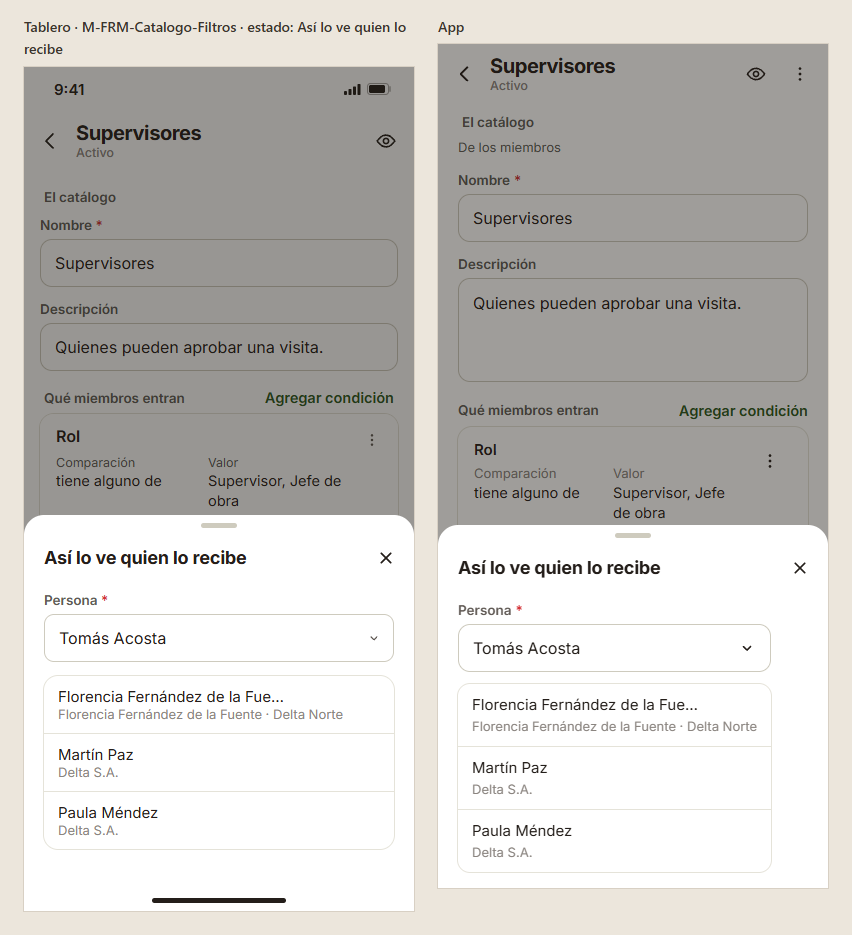 Tablero · M-FRM-Catalogo-Filtros · estado: Así lo ve quien lo
recibe
9:41
Supervisores
Activo
El catálogo
Nombre *
Supervisores
Descripción
Quienes pueden aprobar una visita.
Qué miembros entran
Agregar condición
Rol
Comparación
Valor
tiene alguno de
Supervisor, Jefe de
obra
Así lo ve quien lo recibe
Persona *
Tomás Acosta
Florencia Fernández de la Fue...
Florencia Fernández de la Fuente · Delta Norte
Martín Paz
Delta S.A.
Paula Méndez
Delta S.A.
App
Supervisores
Activo
El catálogo
De los miembros
Nombre *
Supervisores
Descripción
Quienes pueden aprobar una visita.
Qué miembros entran
Agregar condición
Rol
Comparación
Valor
tiene alguno de
Supervisor, Jefe
de obra
Así lo ve quien lo recibe
Persona *
Tomás Acosta
Florencia Fernández de la Fue...
Florencia Fernández de la Fuente · Delta Norte
Martín Paz
Delta S.A.
Paula Méndez
Delta S.A.